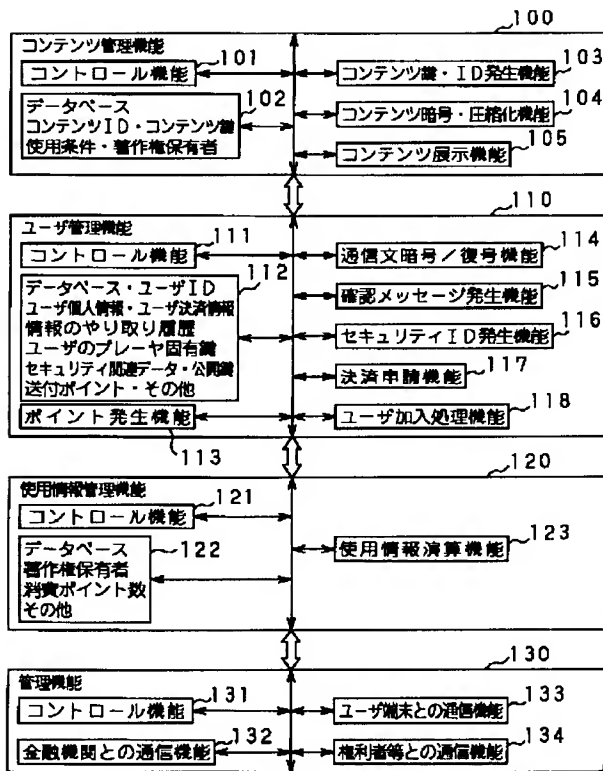 100
コンテンツ管理機能
101
コントロール機能
102
データベース
コンテンツID・コンテンツ鍵
使用条件・著作権保有者
103
コンテンツ鍵・ID発生機能
104
コンテンツ暗号・圧縮化機能
105
コンテンツ展示機能
110
ユーザ管理機能
111
コントロール機能
112
データベース・ユーザID
ユーザ個人情報・ユーザ決済情報
情報のやり取り履歴
ユーザのプレーヤ固有鍵
セキュリティ関連データ・公開鍵
送付ポイント・その他
ポイント発生機能
113
114
通信文暗号/復号機能
115
確認メッセージ発生機能
116
セキュリティID発生機能
117
決済申請機能
118
ユーザ加入処理機能
120
使用情報管理機能
121
コントロール機能
122
データベース
著作権保有者
消費ポイント数
その他
123
使用情報演算機能
130
管理機能
131
コントロール機能
132
金融機関との通信機能
133
ユーザ端末との通信機能
134
権利者等との通信機能